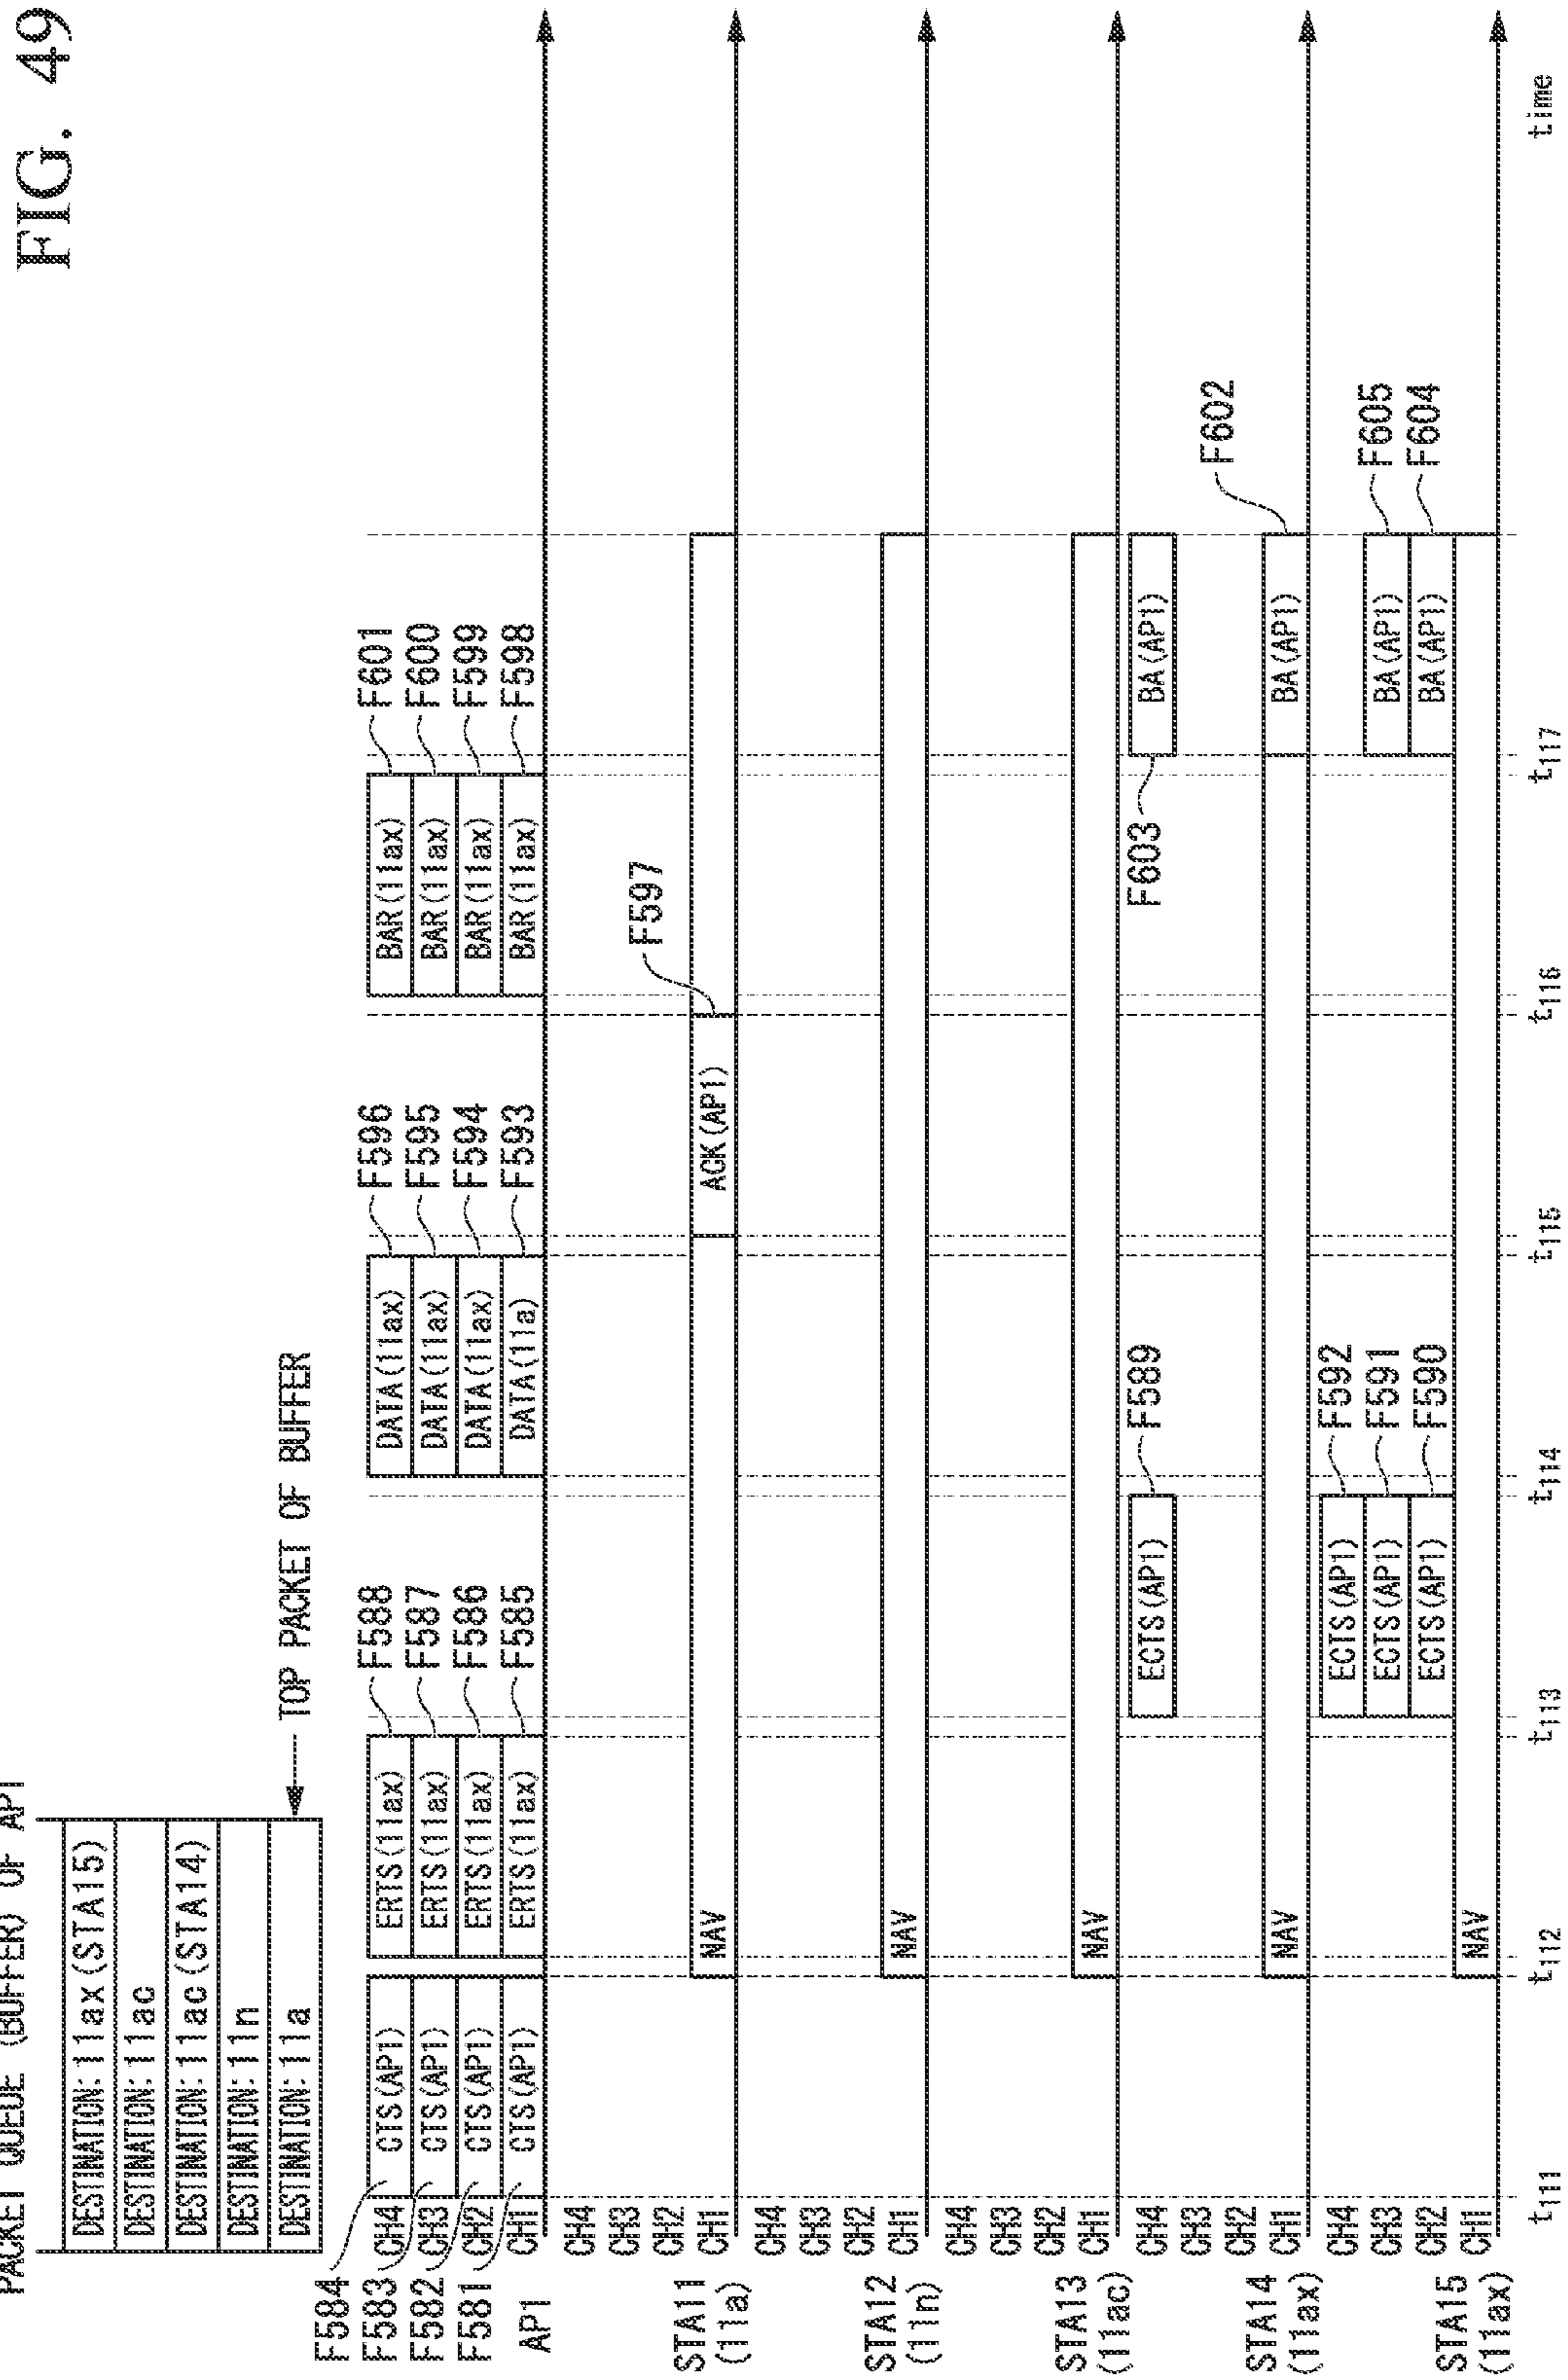 FIG. 49
PACKET QUEUE (BUFFER) OF AP1
DESTINATION:11ax(STA15)
DESTINATION:11ac
DESTINATION:11ac(STA14)
DESTINATION:11n
DESTINATION:11a
TOP PACKET OF BUFFER
F584
F583
F582
F581
F588
F587
F586
F585
F596
F595
F594
F593
F601
F600
F599
F598
AP1
CH4 CTS(AP1) ERTS(11ax) DATA(11ax) BAR(11ax)
CH3 CTS(AP1) ERTS(11ax) DATA(11ax) BAR(11ax)
CH2 CTS(AP1) ERTS(11ax) DATA(11ax) BAR(11ax)
CH1 CTS(AP1) ERTS(11ax) DATA(11a) BAR(11ax)
STA11
(11a)
CH4
CH3
CH2
CH1 NAV ACK(AP1)
F597
STA12
(11n)
CH4
CH3
CH2
CH1 NAV
STA13
(11ac)
CH4
CH3
CH2
CH1 NAV
STA14
(11ax)
CH4 ECTS(AP1) BA(AP1)
F589
F603
CH3
CH2
CH1 NAV BA(AP1)
F602
STA15
(11ax)
CH4 ECTS(AP1)
CH3 ECTS(AP1) BA(AP1)
CH2 ECTS(AP1) BA(AP1)
CH1 NAV
F592
F591
F590
F605
F604
t111 t112 t113 t114 t115 t116 t117 time